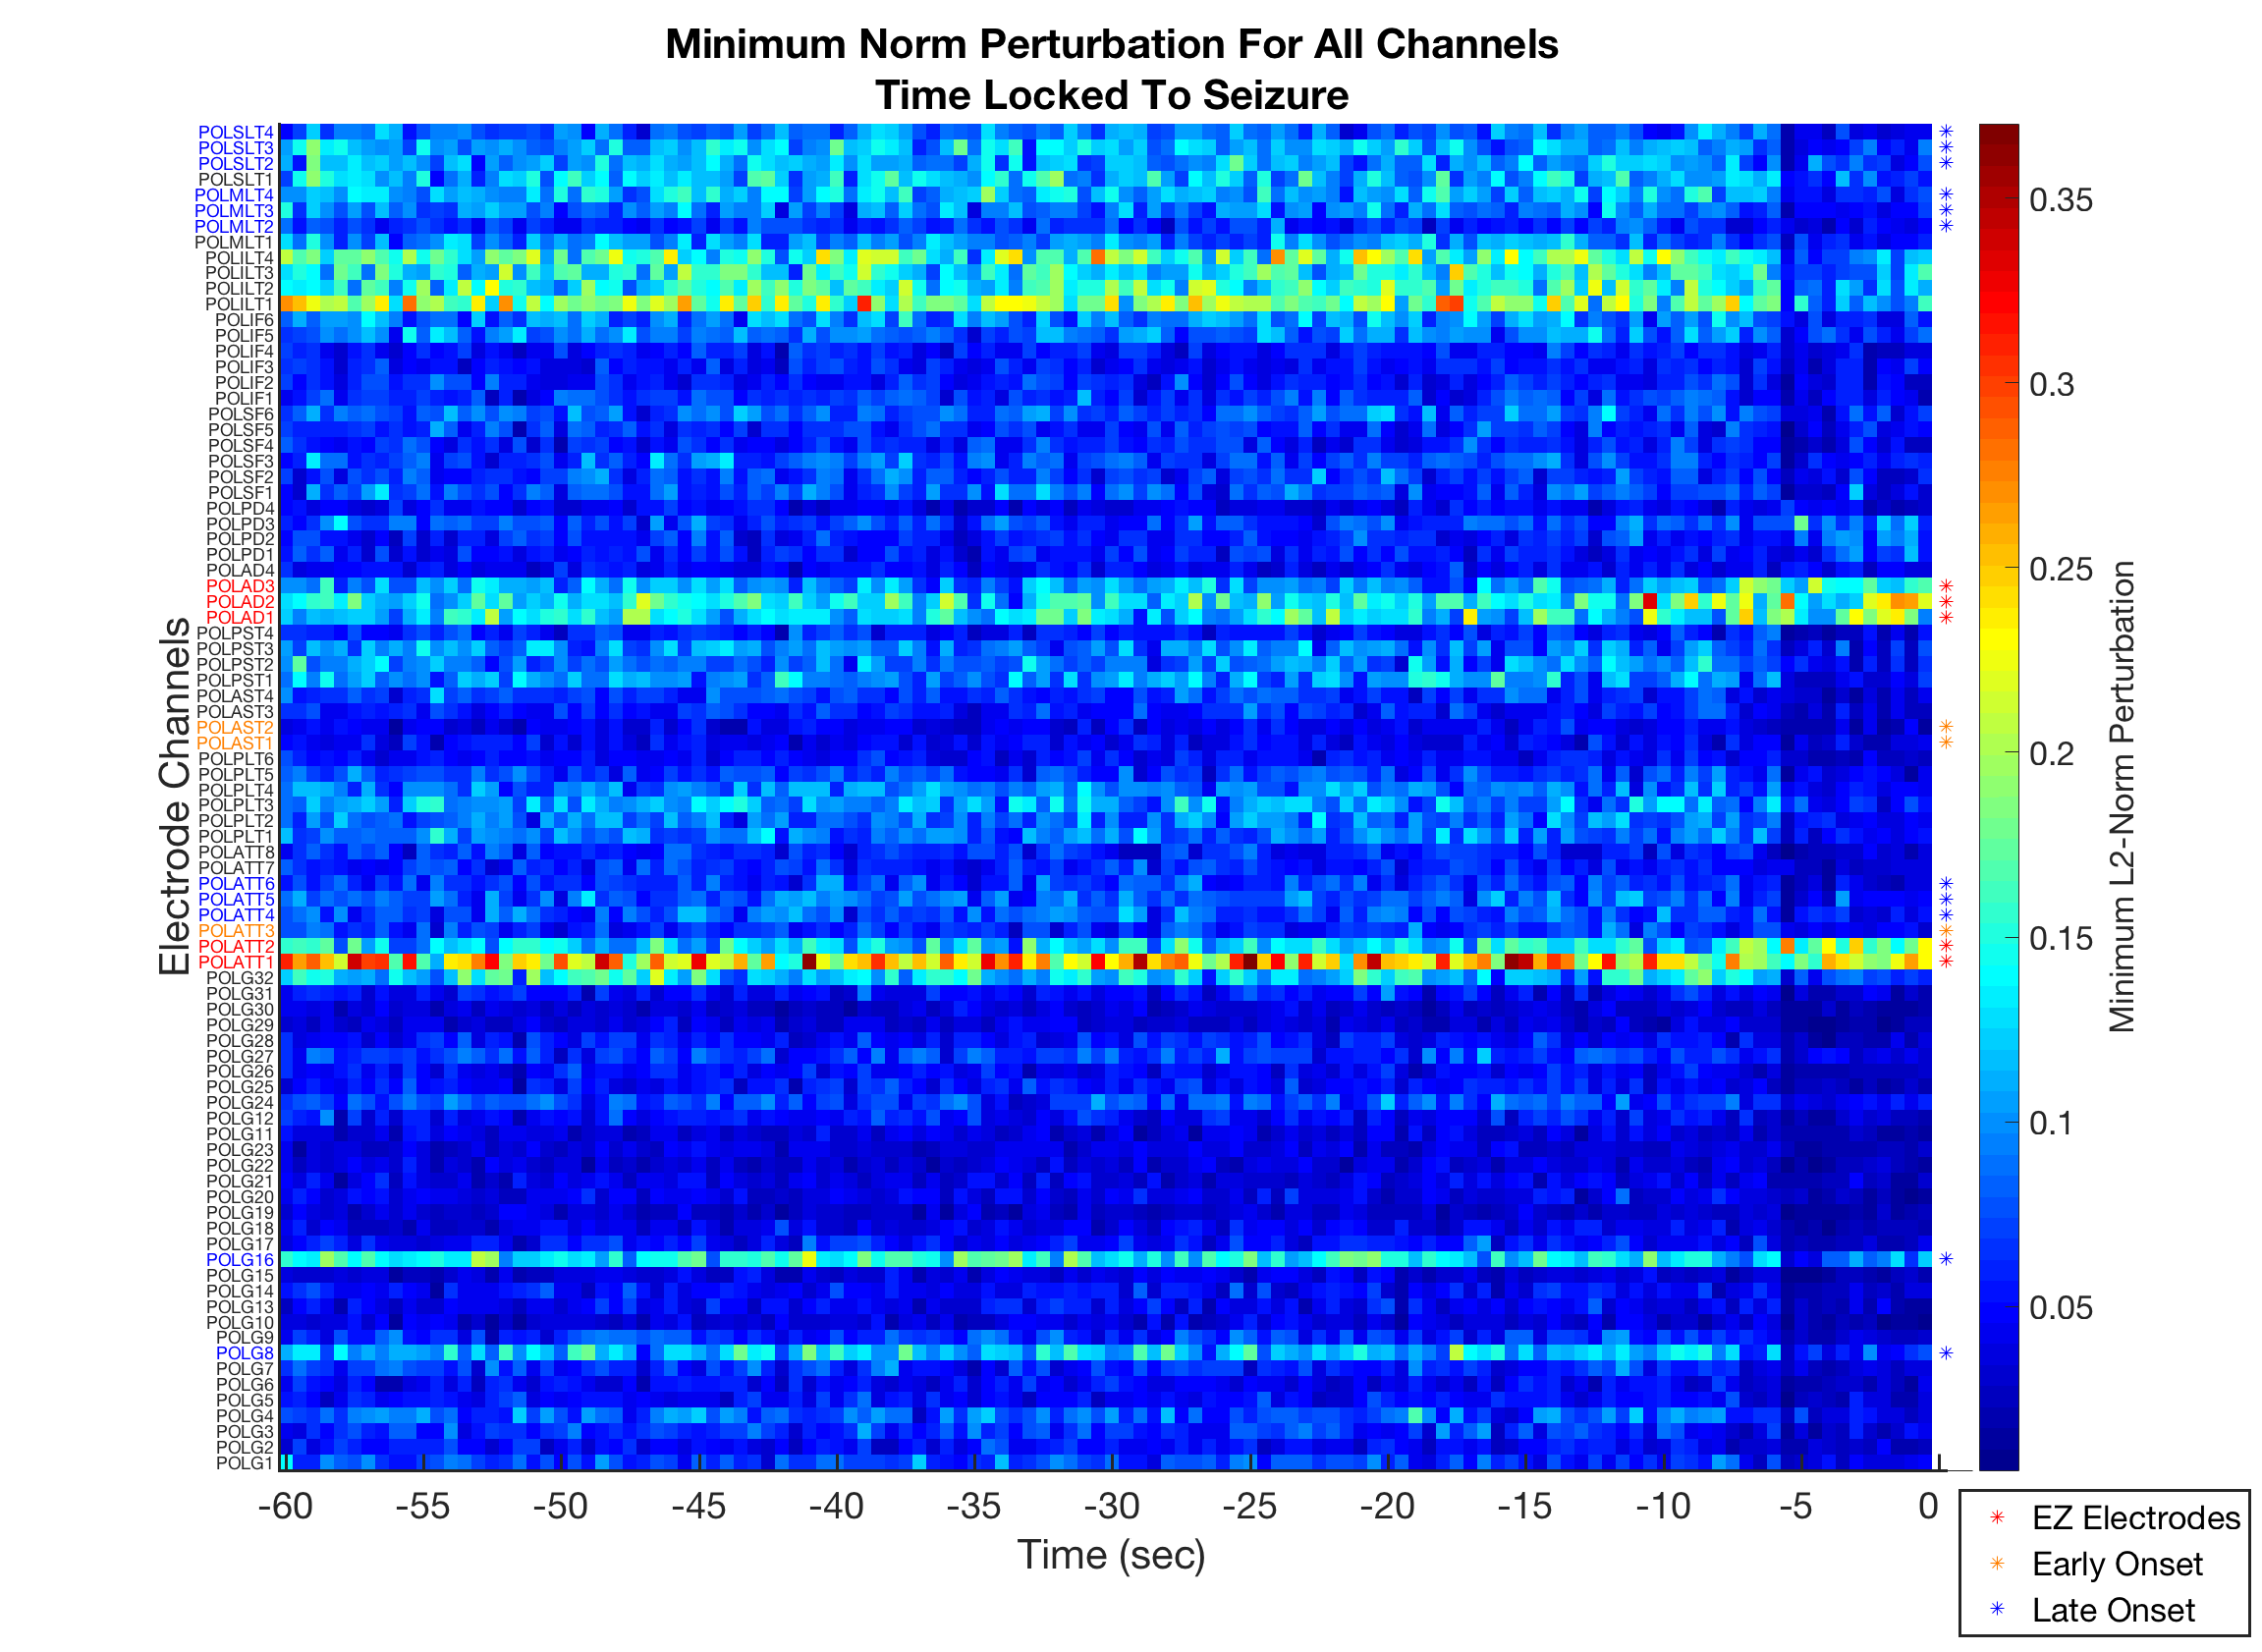 Minimum Norm Perturbation For All Channels
Time Locked To Seizure
Electrode Channels
POLSLT4
POLSLT3
POLSLT2
POLSLT1
POLMLT4
POLMLT3
POLMLT2
POLMLT1
POLILT4
POLILT3
POLILT2
POLILT1
POLIF6
POLIF5
POLIF4
POLIF3
POLIF2
POLIF1
POLSF6
POLSF5
POLSF4
POLSF3
POLSF2
POLSF1
POLPD4
POLPD3
POLPD2
POLPD1
POLAD4
POLAD3
POLAD2
POLAD1
POLPST4
POLPST3
POLPST2
POLPST1
POLAST4
POLAST3
POLAST2
POLAST1
POLPLT6
POLPLT5
POLPLT4
POLPLT3
POLPLT2
POLPLT1
POLATT8
POLATT7
POLATT6
POLATT5
POLATT4
POLATT3
POLATT2
POLATT1
POLG32
POLG31
POLG30
POLG29
POLG28
POLG27
POLG26
POLG25
POLG24
POLG12
POLG11
POLG23
POLG22
POLG21
POLG20
POLG19
POLG18
POLG17
POLG16
POLG15
POLG14
POLG13
POLG10
POLG9
POLG8
POLG7
POLG6
POLG5
POLG4
POLG3
POLG2
POLG1
-60 -55 -50 -45 -40 -35 -30 -25 -20 -15 -10 -5 0
Time (sec)
0.35
0.3
0.25
0.2
0.15
0.1
0.05
Minimum L2-Norm Perturbation
EZ Electrodes
Early Onset
Late Onset